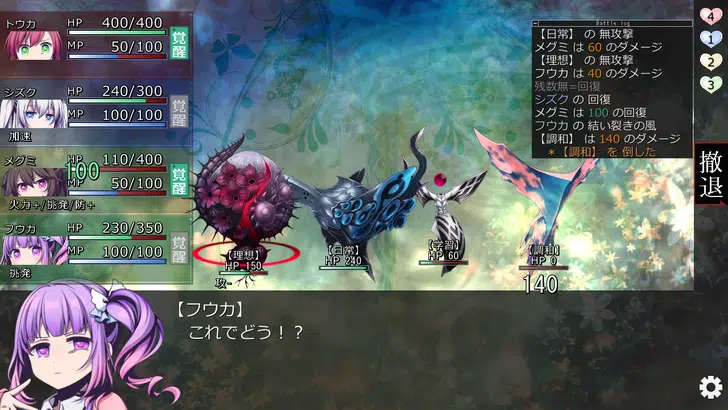 トウカ
HP 400/400
MP 50/100
覚醒
シズク
HP 240/300
MP 100/100
加速
覚醒
メグミ
HP 110/400
100
MP 50/100
火力+/挑発/防+
覚醒
フウカ
HP 230/350
MP 100/100
挑発
覚醒
Battle log
【日常】 の 無攻撃
メグミ は 60 のダメージ
【理想】 の 無攻撃
フウカ は 40 のダメージ
残数無=回復
シズク の 回復
メグミ は 100 の回復
フウカ の 結い裂きの風
【調和】 は 140 のダメージ
*【調和】 を 倒した
4
1
2
3
撤退
【理想】
HP 150
攻-
【日常】
HP 240
【学習】
HP 60
【調和】
HP 0
140
【フウカ】
これでどう!?